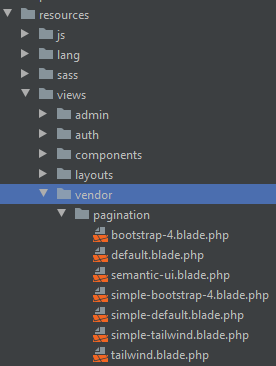 resources
js
lang
sass
views
admin
auth
components
layouts
vendor
pagination
bootstrap-4.blade.php
default.blade.php
semantic-ui.blade.php
simple-bootstrap-4.blade.php
simple-default.blade.php
simple-tailwind.blade.php
tailwind.blade.php